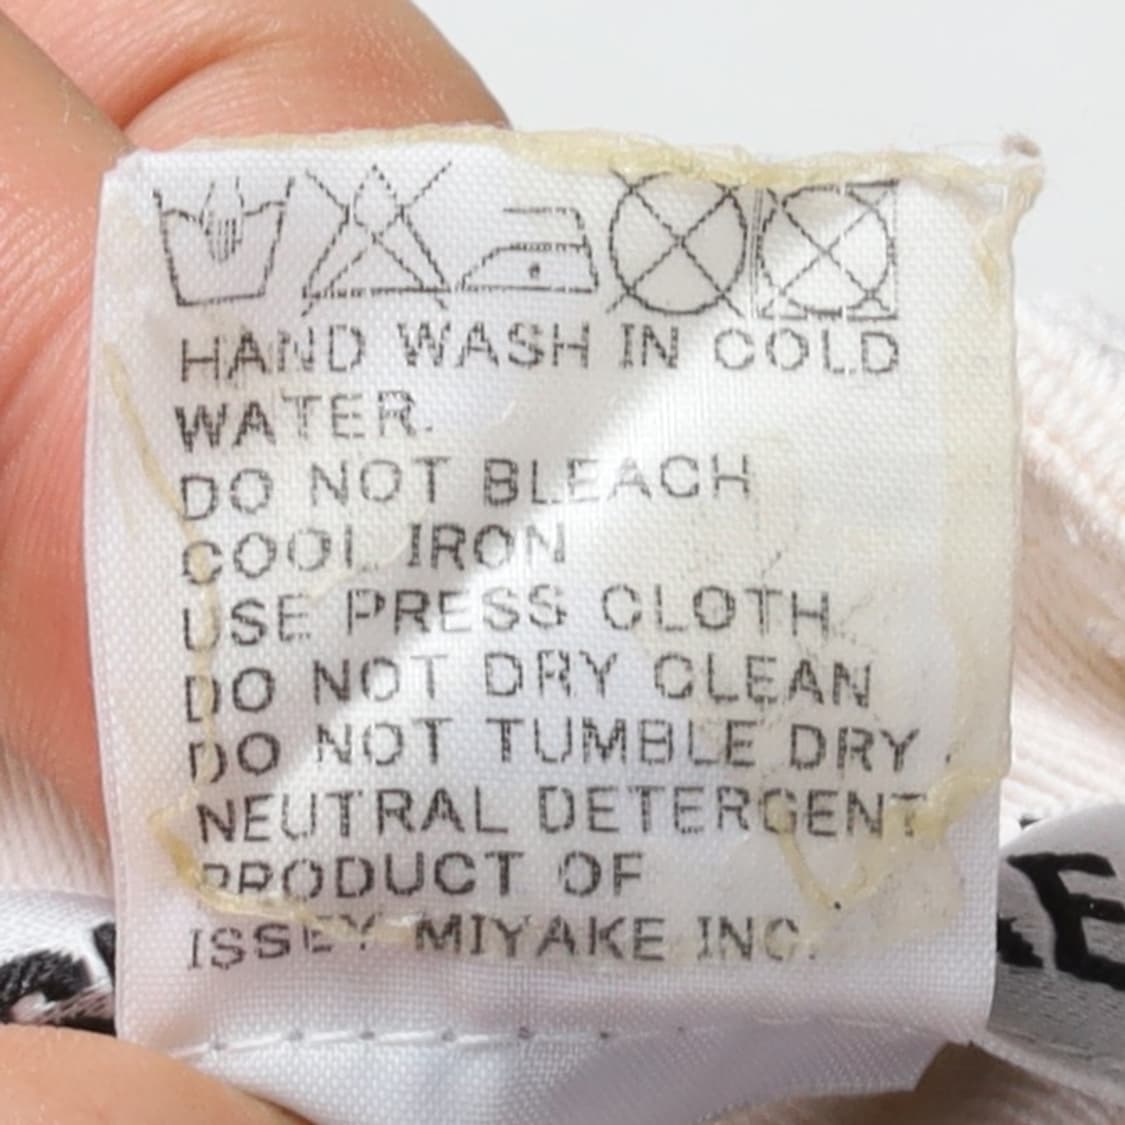 HAND WASH IN COLD
WATER.
DO NOT BLEACH
COOL IRON
USE PRESS CLOTH.
DO NOT DRY CLEAN
DO NOT TUMBLE DRY.
NEUTRAL DETERGENT
PRODUCT OF
ISSEY MIYAKE INC.